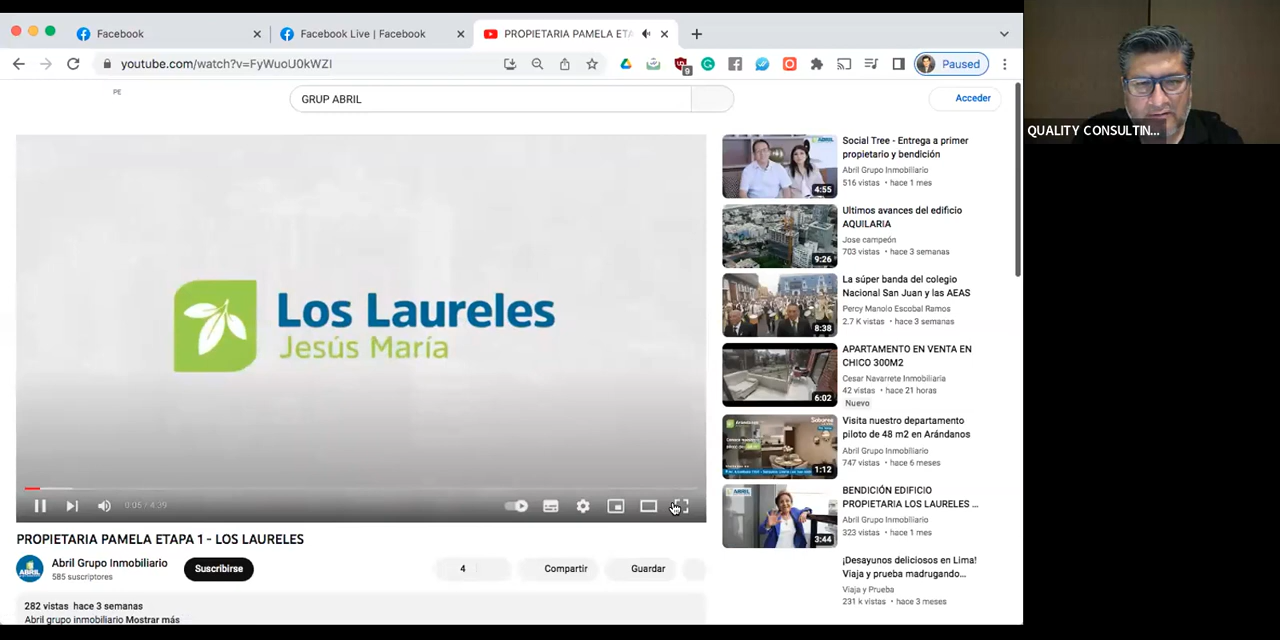 Facebook
Facebook Live | Facebook
PROPIETARIA PAMELA ETA
youtube.com/watch?v=FyWuoU0kWZI
9
Paused
PE
GRUP ABRIL
Acceder
QUALITY CONSULTIN...
Los Laureles
Jesús María
0:05 / 4:39
PROPIETARIA PAMELA ETAPA 1 - LOS LAURELES
Abril Grupo Inmobiliario
585 suscriptores
Suscribirse
4
Compartir
Guardar
282 vistas hace 3 semanas
Abril grupo inmobiliario Mostrar más
Social Tree - Entrega a primer
propietario y bendición
Abril Grupo Inmobiliario
516 vistas • hace 1 mes
4:55
Ultimos avances del edificio
AQUILARIA
Jose campeón
703 vistas • hace 3 semanas
9:26
La súper banda del colegio
Nacional San Juan y las AEAS
Percy Manolo Escobal Ramos
2.7 K vistas • hace 3 semanas
8:38
APARTAMENTO EN VENTA EN
CHICO 300M2
Cesar Navarrete Inmobiliaria
42 vistas • hace 21 horas
Nuevo
6:02
Visita nuestro departamento
piloto de 48 m2 en Arándanos
Abril Grupo Inmobiliario
747 vistas • hace 6 meses
1:12
BENDICIÓN EDIFICIO
PROPIETARIA LOS LAURELES ...
Abril Grupo Inmobiliario
323 vistas • hace 1 mes
3:44
¡Desayunos deliciosos en Lima!
Viaja y prueba madrugando...
Viaja y Prueba
231 k vistas • hace 3 meses